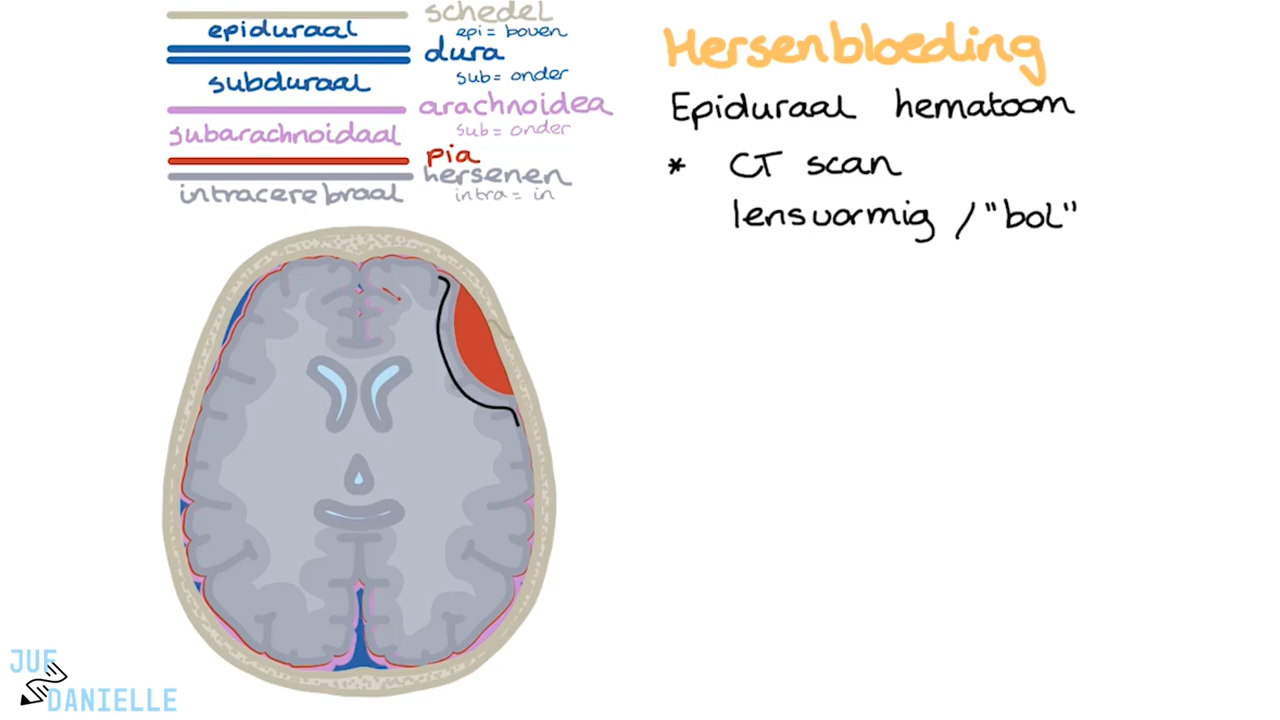 schedel
epiduraal
epi = boven
dura
subduraal
sub = onder
arachnoidea
subarachnoidaal
sub = onder
pia
hersenen
intracerebraal
intra = in
Hersenbloeding
Epiduraal hematoom
* CT scan
lensvormig / "bol"
JUF
DANIELLE